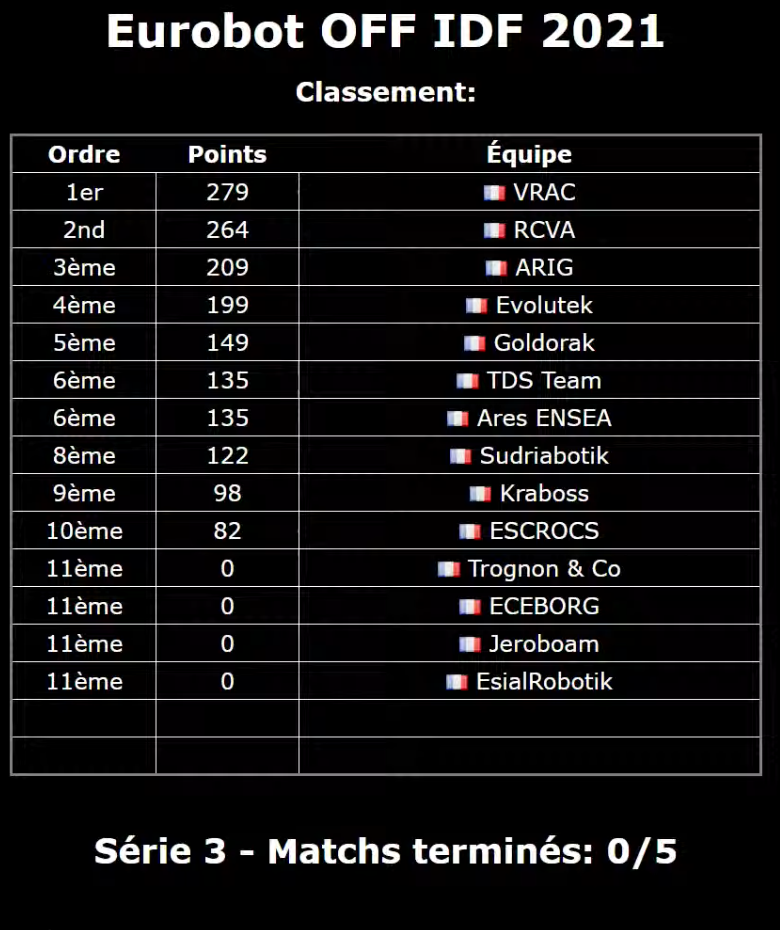 Eurobot OFF IDF 2021
Classement:
Ordre Points Équipe
1er 279 VRAC
2nd 264 RCVA
3ème 209 ARIG
4ème 199 Evolutek
5ème 149 Goldorak
6ème 135 TDS Team
6ème 135 Ares ENSEA
8ème 122 Sudriabotik
9ème 98 Kraboss
10ème 82 ESCROCS
11ème 0 Trognon & Co
11ème 0 ECEBORG
11ème 0 Jeroboam
11ème 0 EsialRobotik
Série 3 - Matchs terminés: 0/5